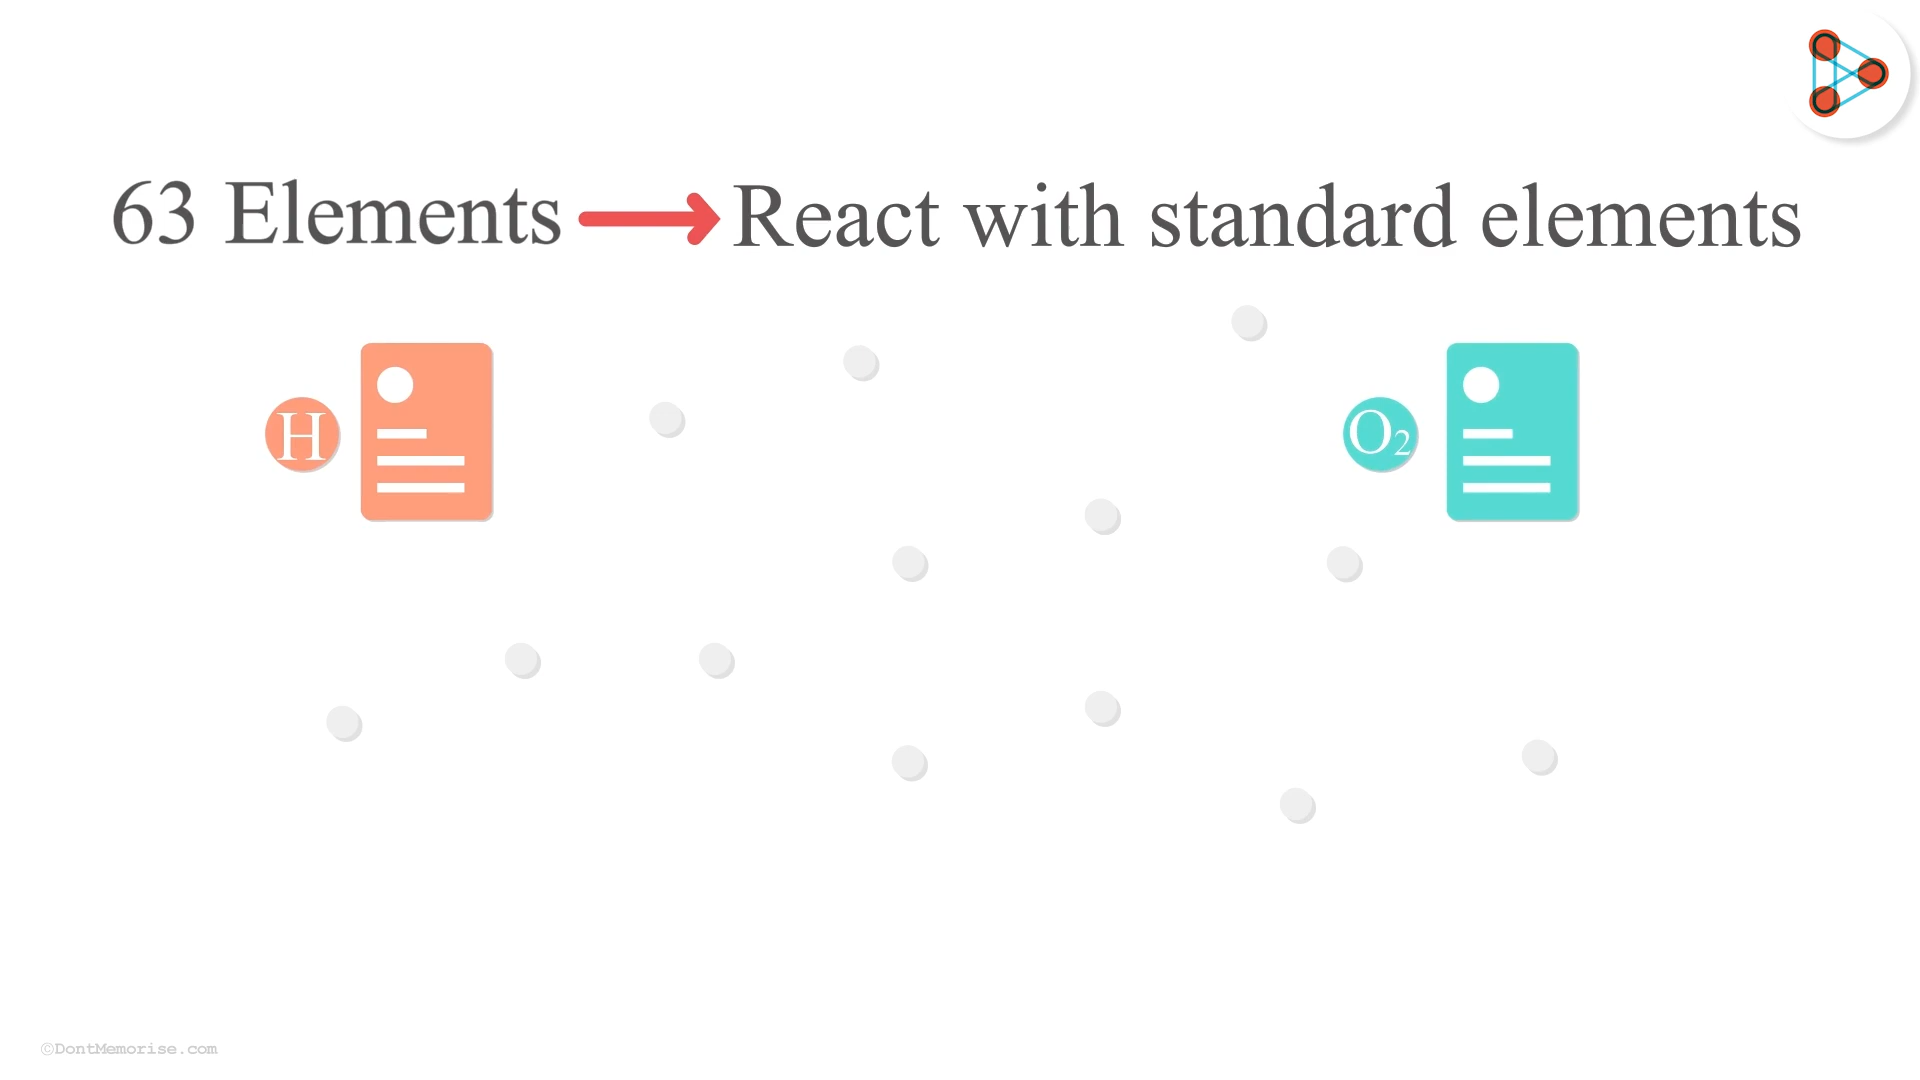 63 Elements → React with standard elements
H
O₂
©DontMemorise.com